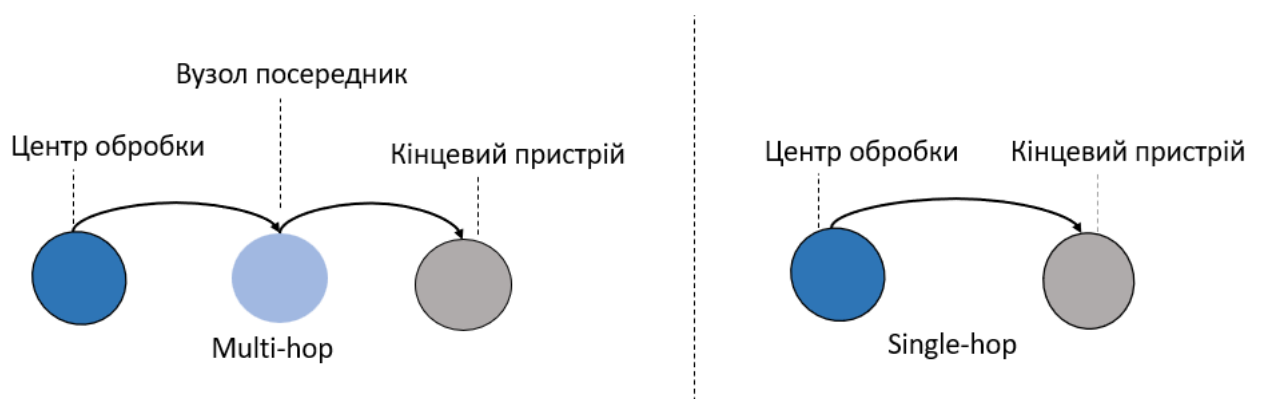 Вузол посередник
Центр обробки
Кінцевий пристрій
Multi-hop
Центр обробки
Кінцевий пристрій
Single-hop